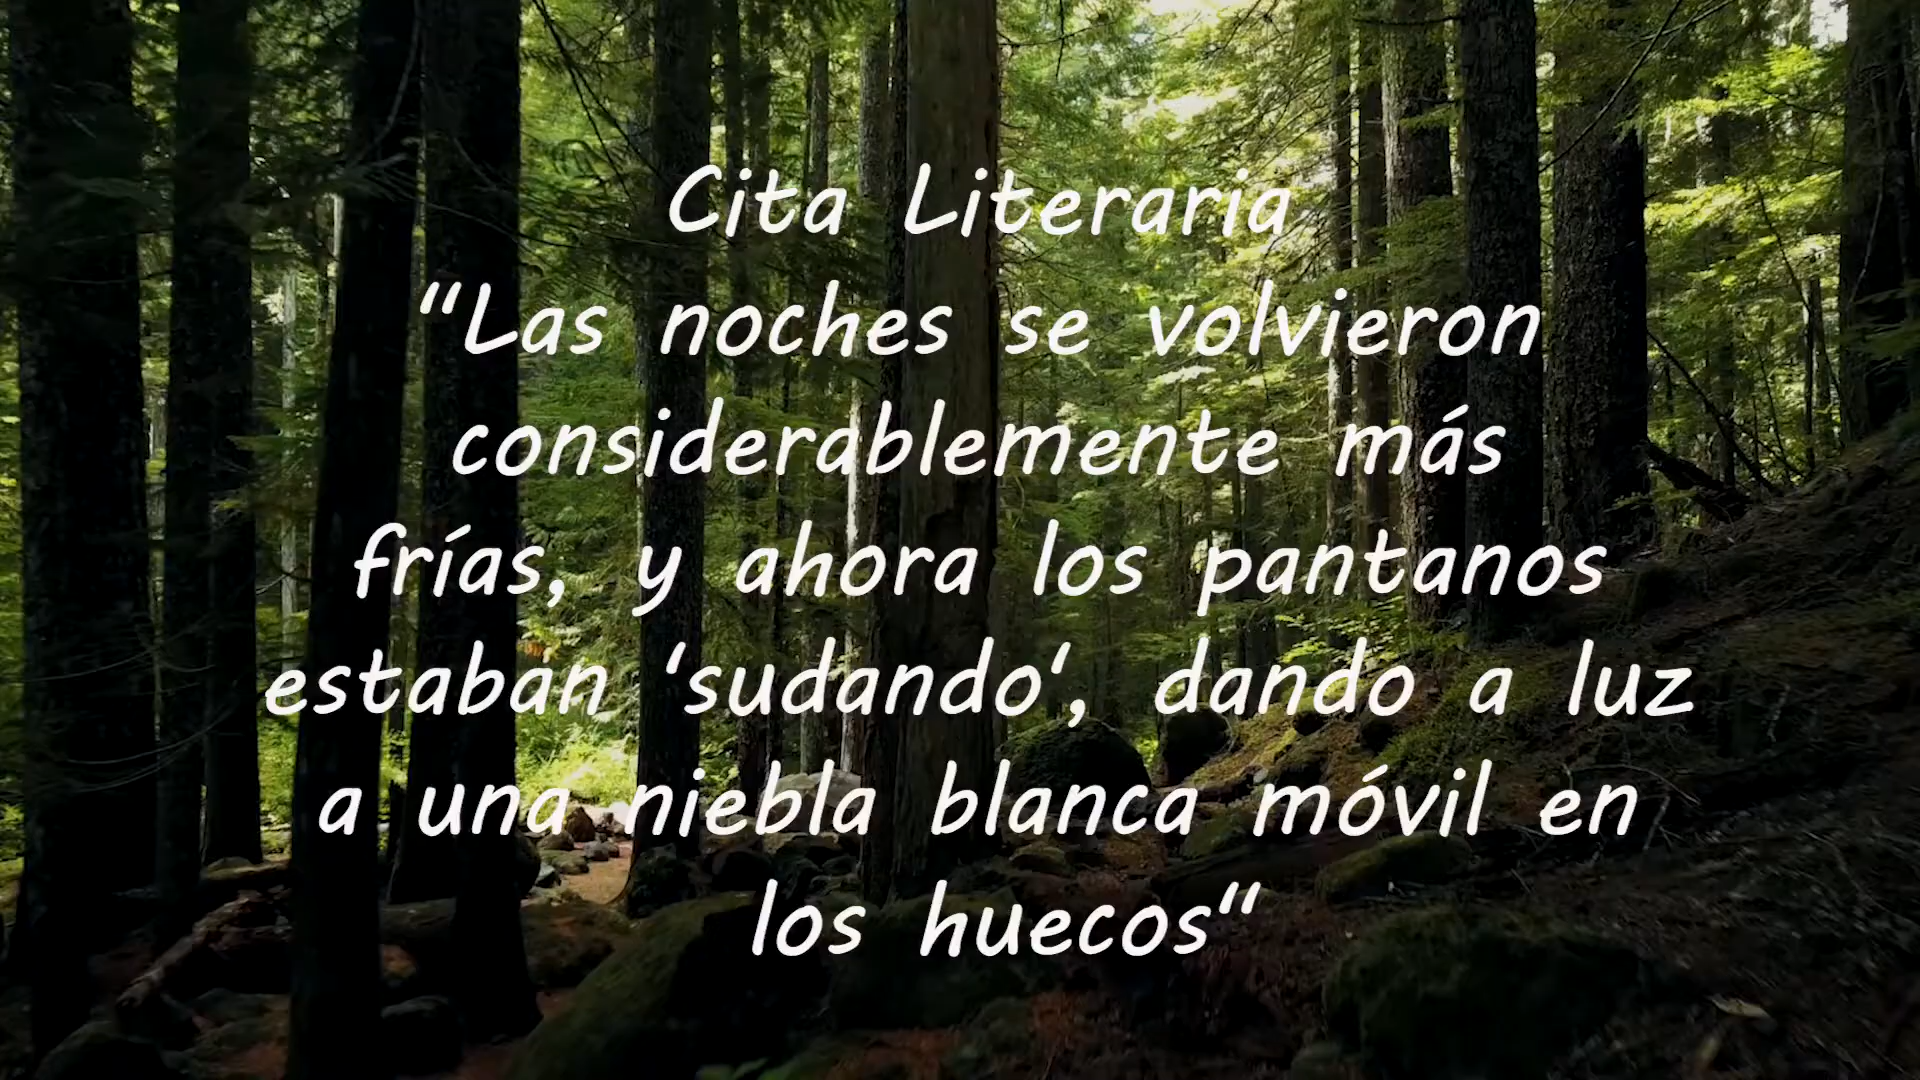 Cita Literaria
“Las noches se volvieron
considerablemente más
frías, y ahora los pantanos
estaban ‘sudando‘, dando a luz
a una niebla blanca móvil en
los huecos“